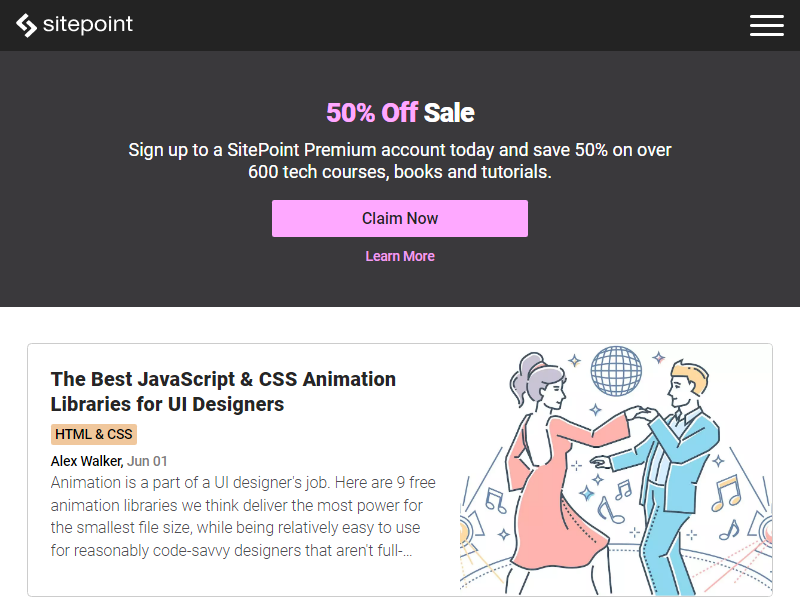 sitepoint
50% Off Sale
Sign up to a SitePoint Premium account today and save 50% on over
600 tech courses, books and tutorials.
Claim Now
Learn More
The Best JavaScript & CSS Animation
Libraries for UI Designers
HTML & CSS
Alex Walker, Jun 01
Animation is a part of a UI designer's job. Here are 9 free
animation libraries we think deliver the most power for
the smallest file size, while being relatively easy to use
for reasonably code-savvy designers that aren't full-...